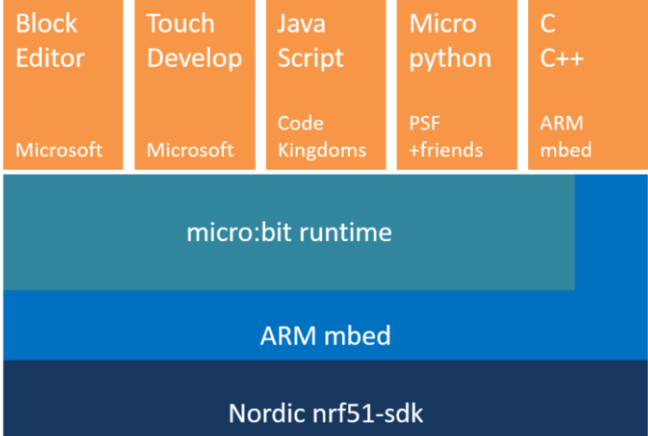 Block
Editor
Microsoft
Touch
Develop
Microsoft
Java
Script
Code
Kingdoms
Micro
python
PSF
+friends
C
C++
ARM
mbed
micro:bit runtime
ARM mbed
Nordic nrf51-sdk